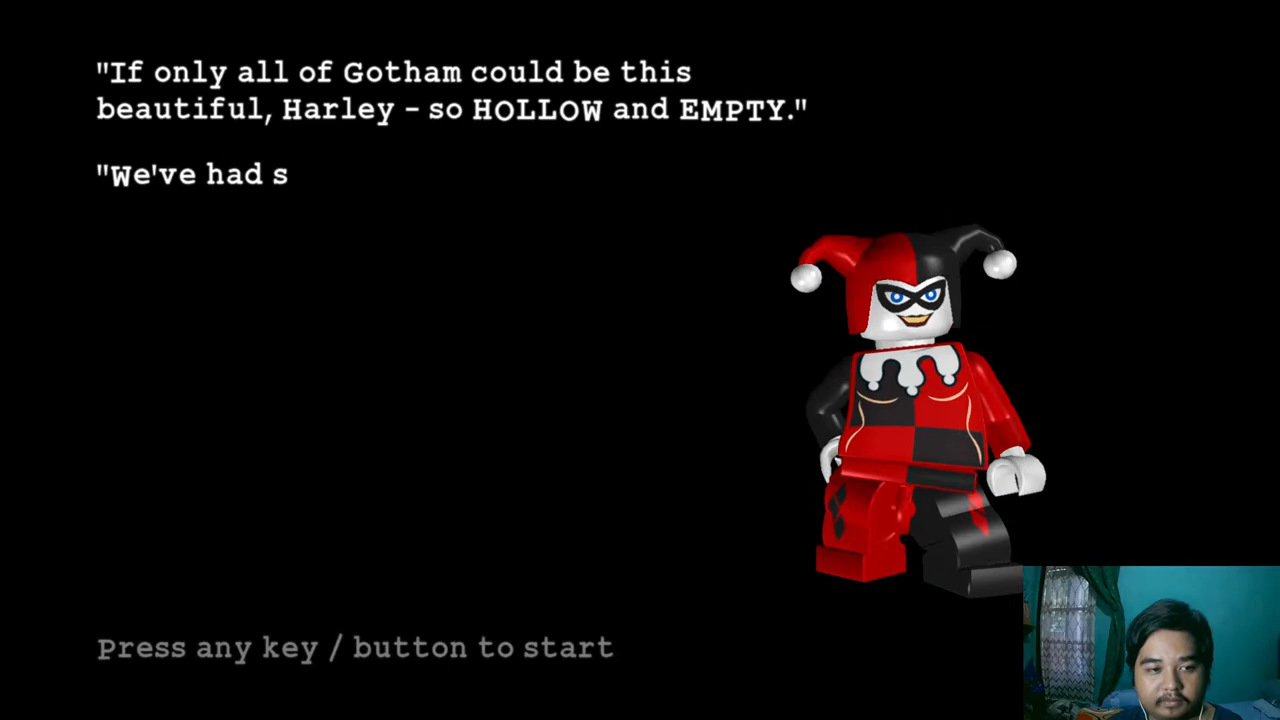 "If only all of Gotham could be this
beautiful, Harley - so HOLLOW and EMPTY."
"We've had s
Press any key / button to start